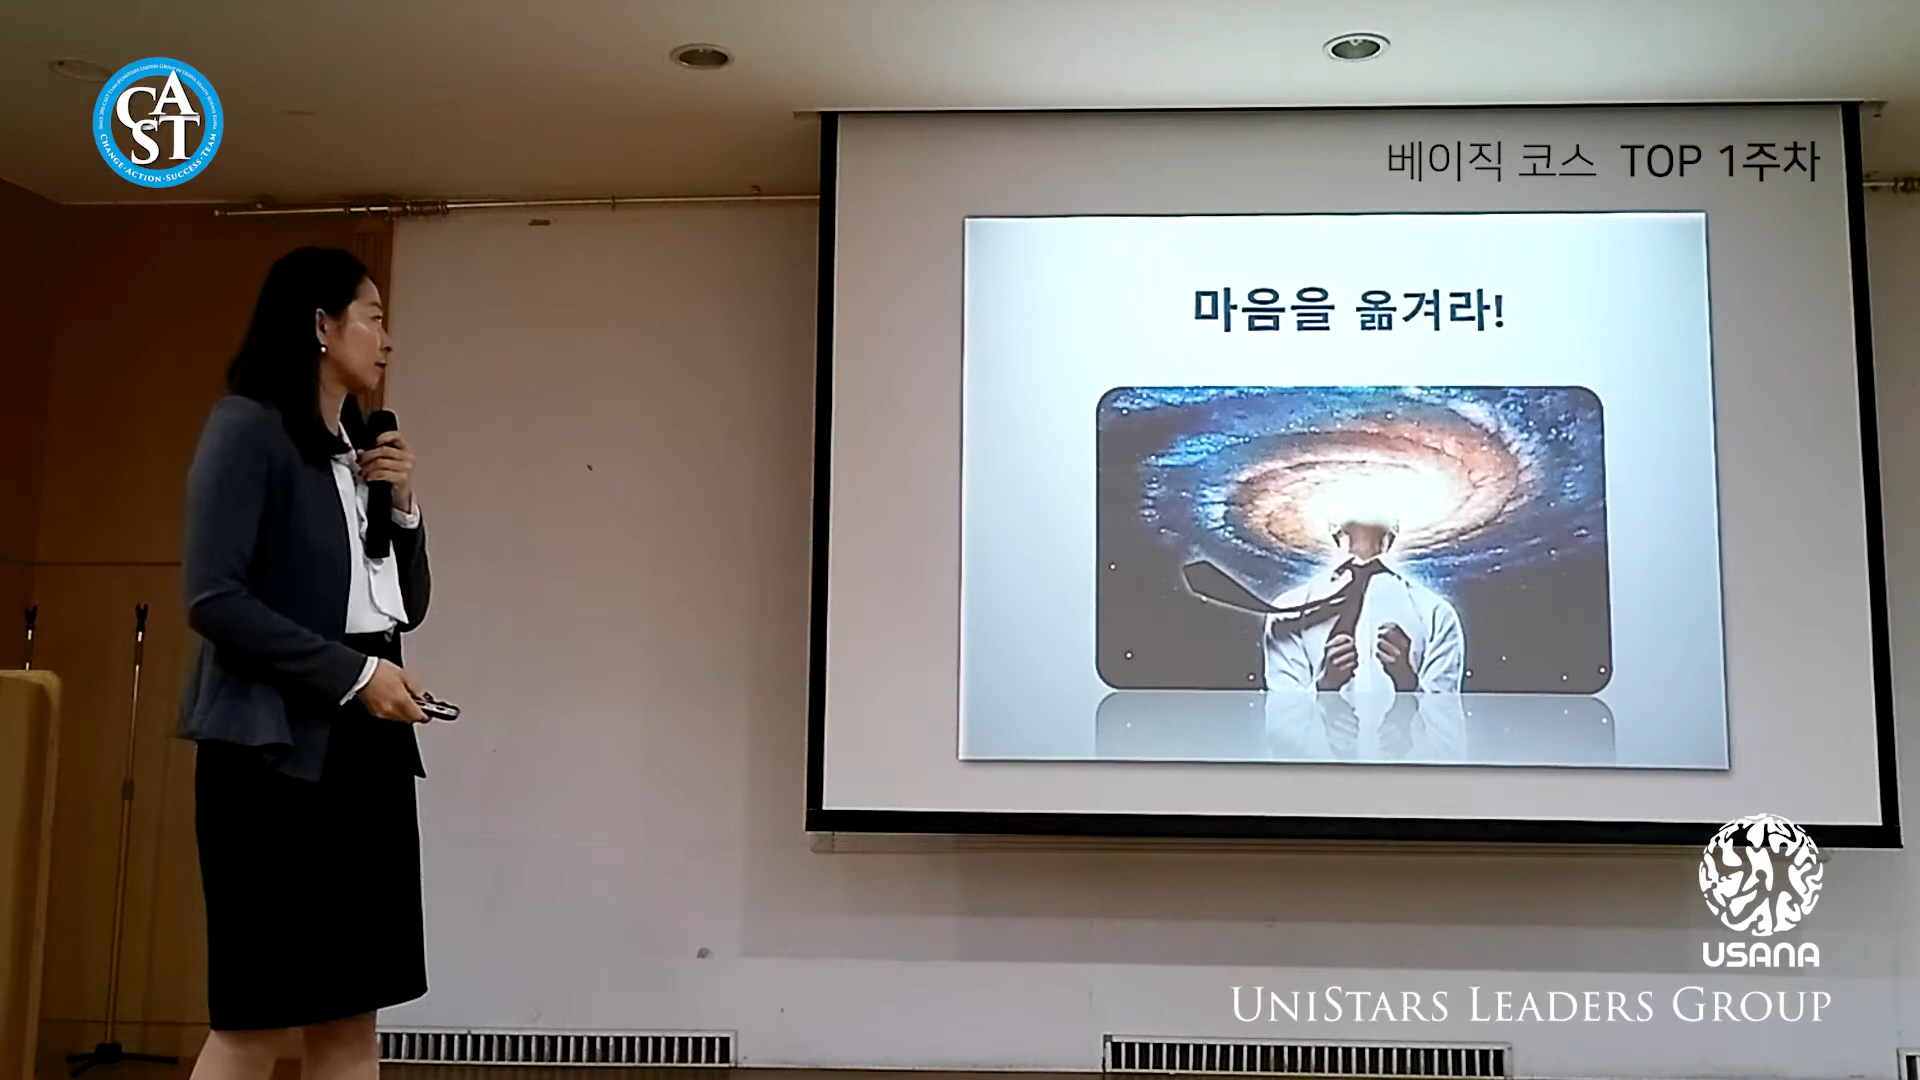 CAST
CHANGE · ACTION · SUCCESS · TEAM
베이직 코스 TOP 1주차
마음을 옮겨라!
USANA
UNISTARS LEADERS GROUP